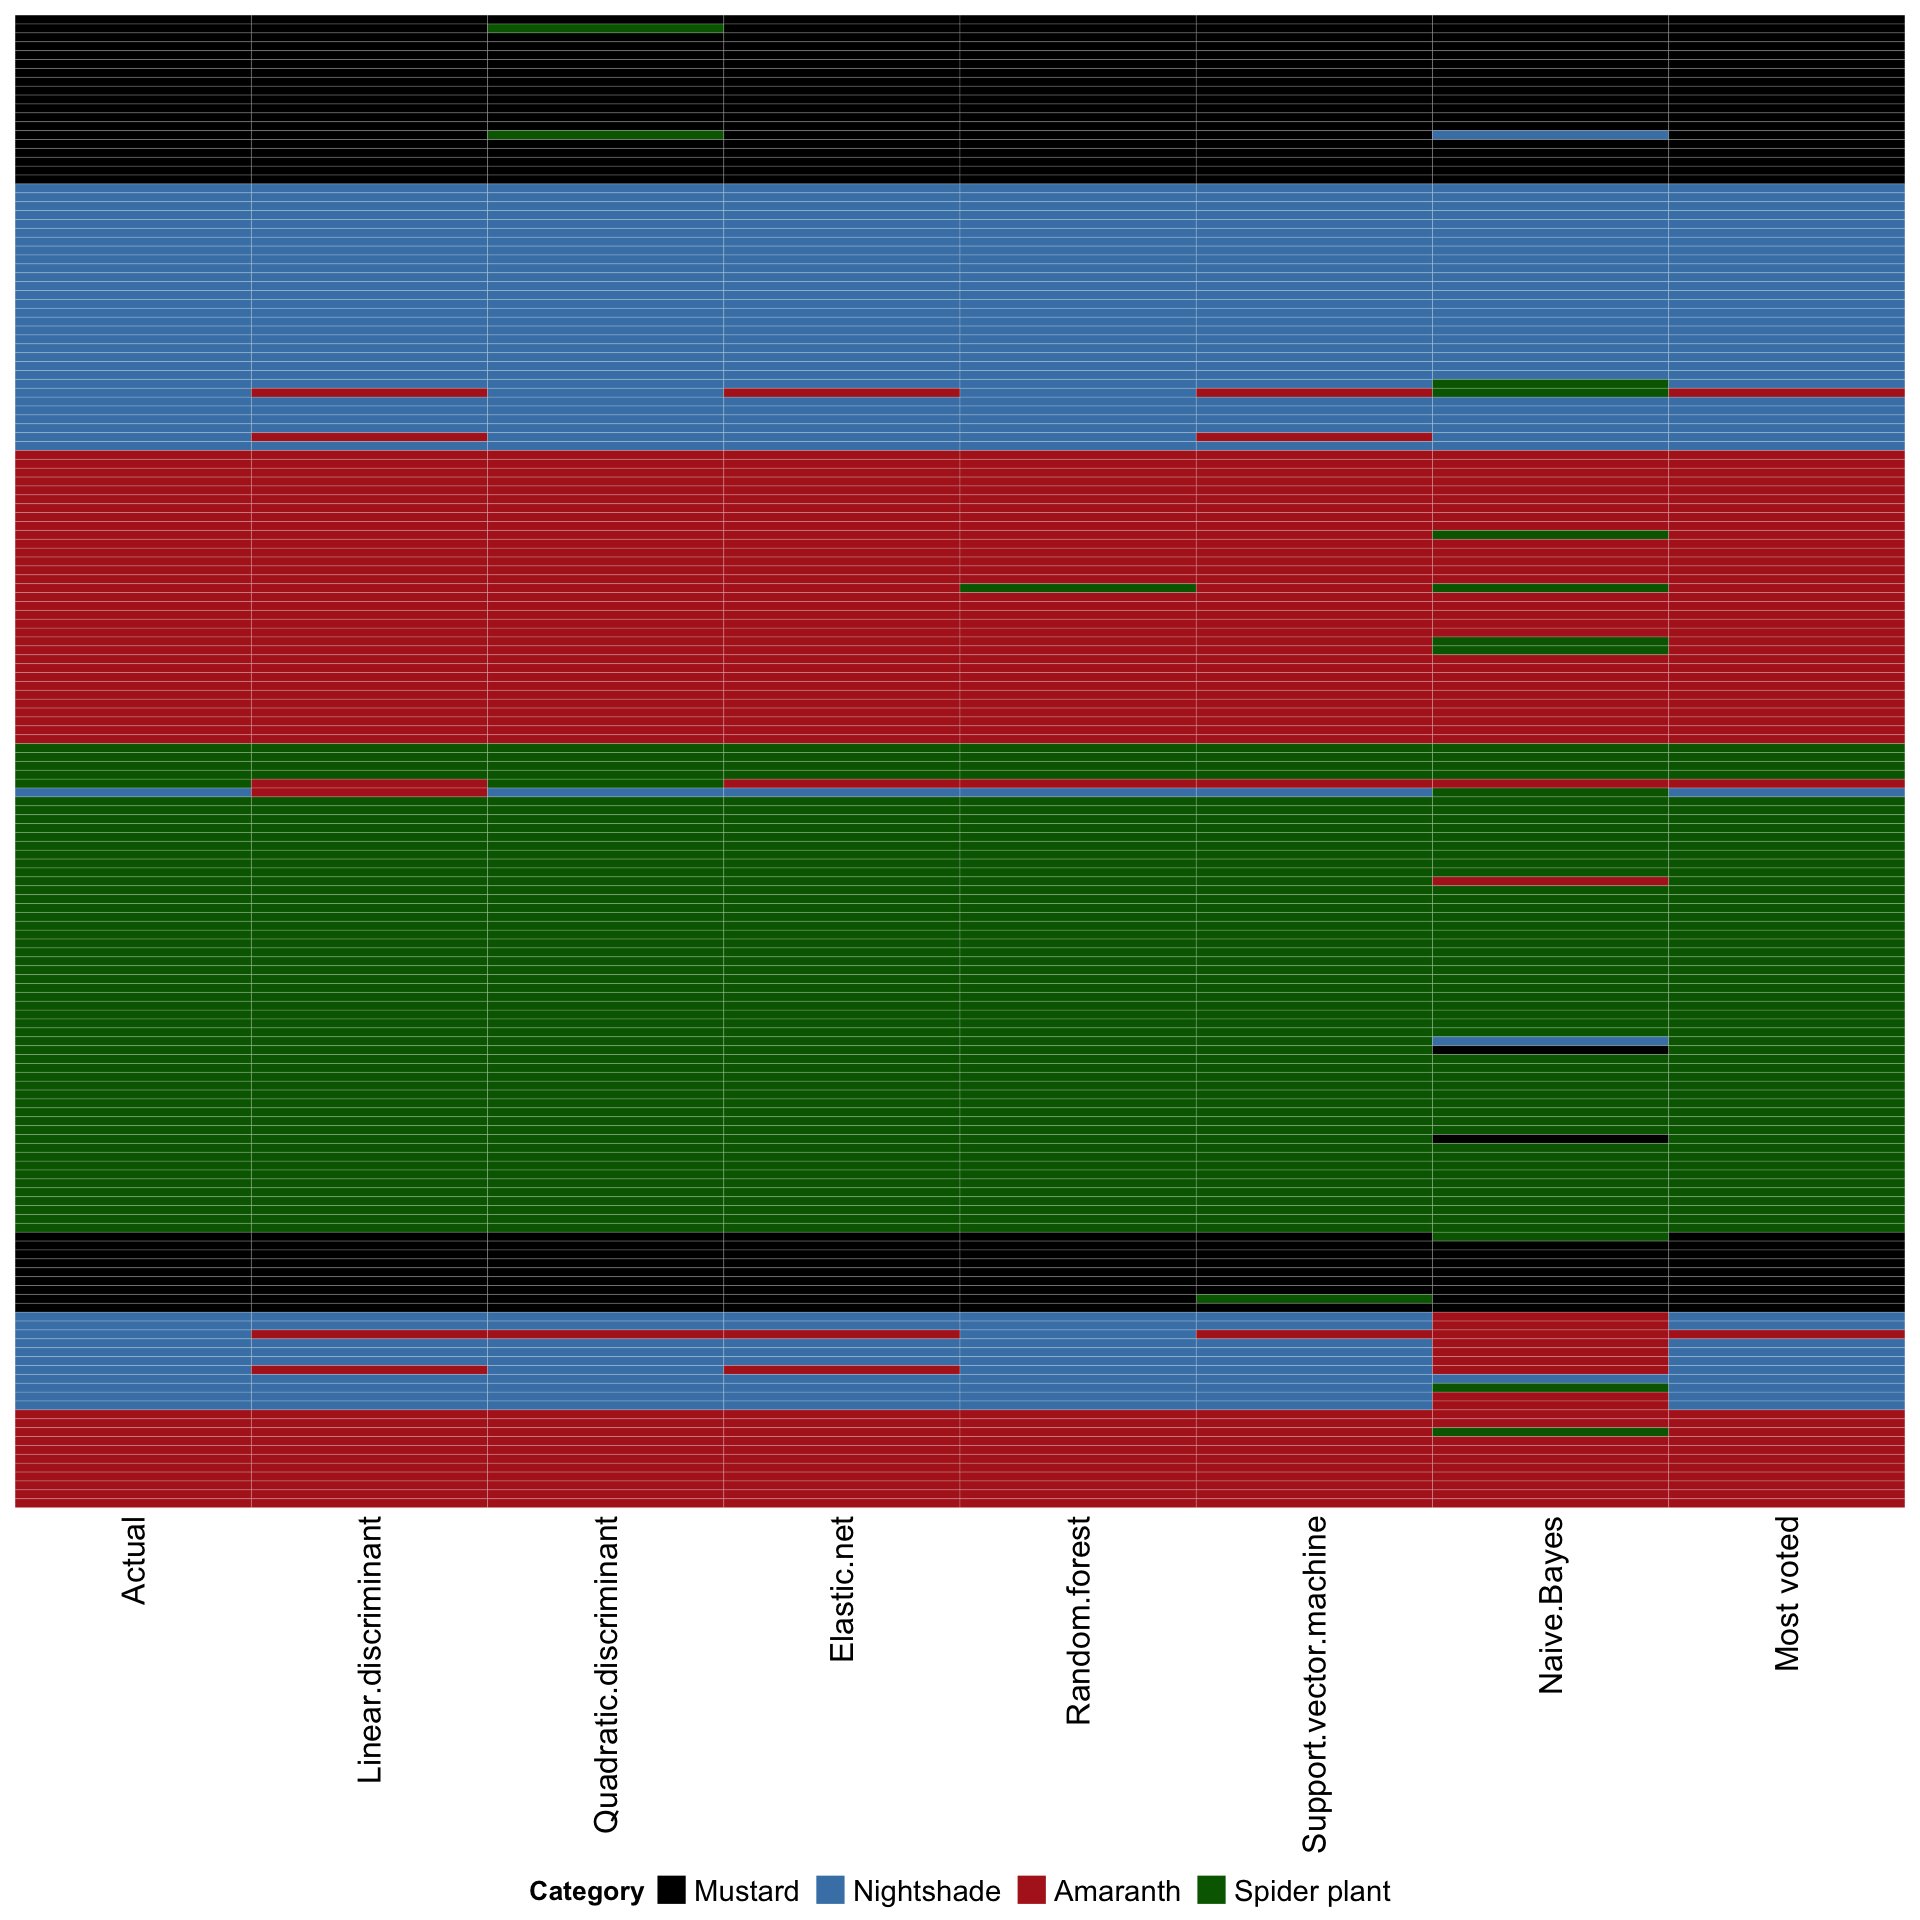 Actual
Linear.discriminant
Quadratic.discriminant
Elastic.net
Random.forest
Support.vector.machine
Naive.Bayes
Most voted
Category Mustard Nightshade Amaranth Spider plant